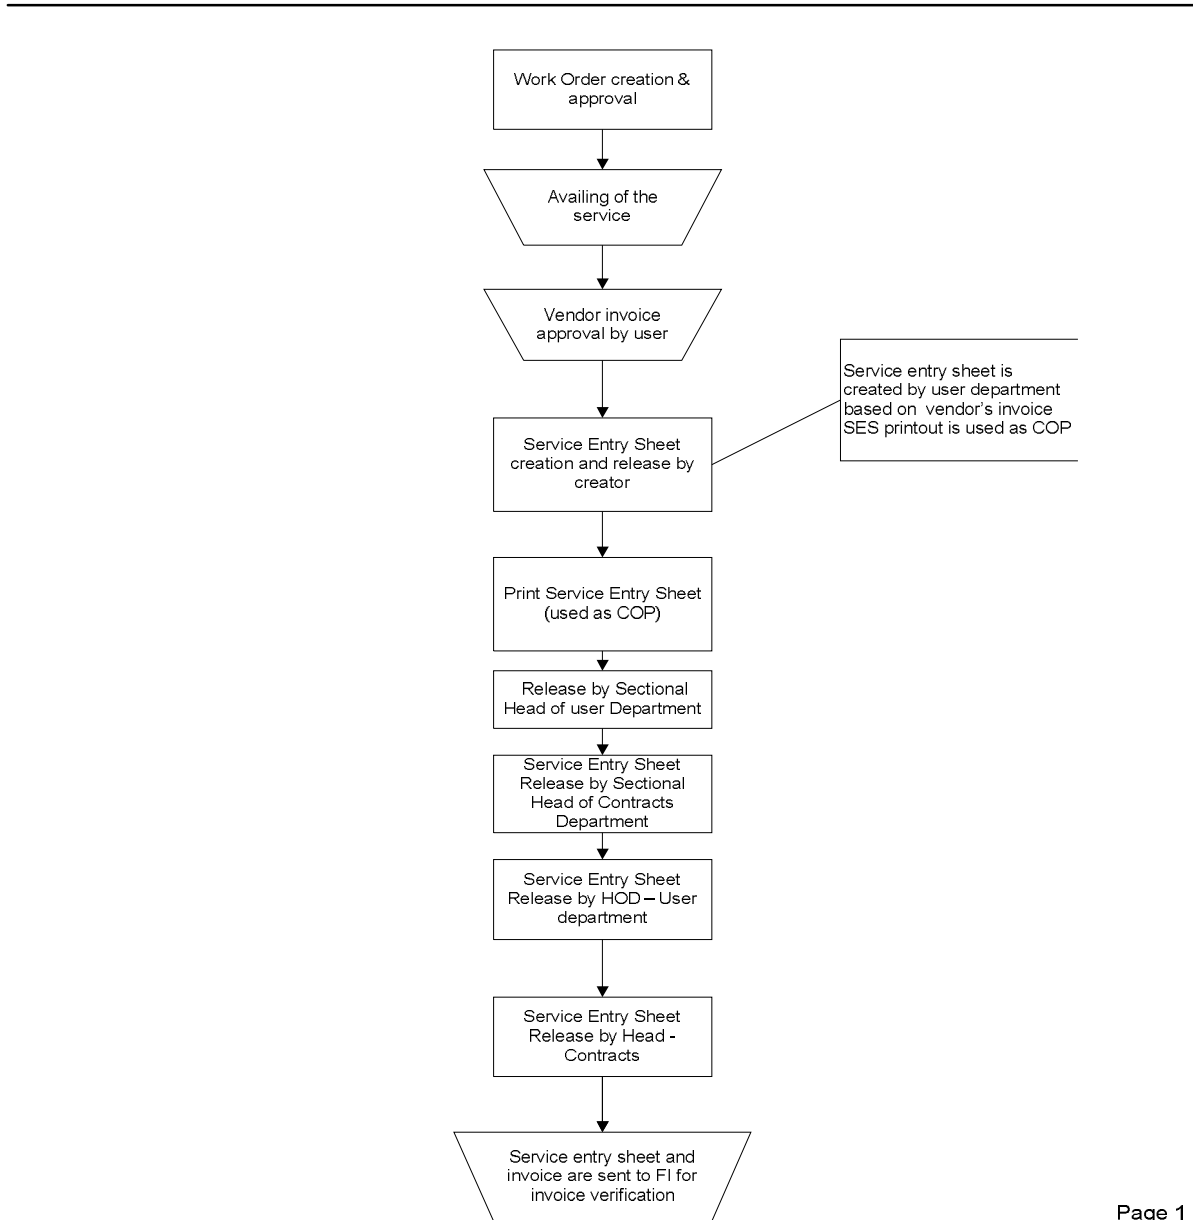 Work Order creation &
approval
Availing of the
service
Vendor invoice
approval by user
Service entry sheet is
created by user department
based on  vendor's invoice
SES printout is used as COP
Service Entry Sheet
creation and release by
creator
Print Service Entry Sheet
(used as COP)
Release by Sectional
Head of user Department
Service Entry Sheet
Release by Sectional
Head of Contracts
Department
Service Entry Sheet
Release by HOD – User
department
Service Entry Sheet
Release by Head -
Contracts
Service entry sheet and
invoice are sent to FI for
invoice verification
Page 1